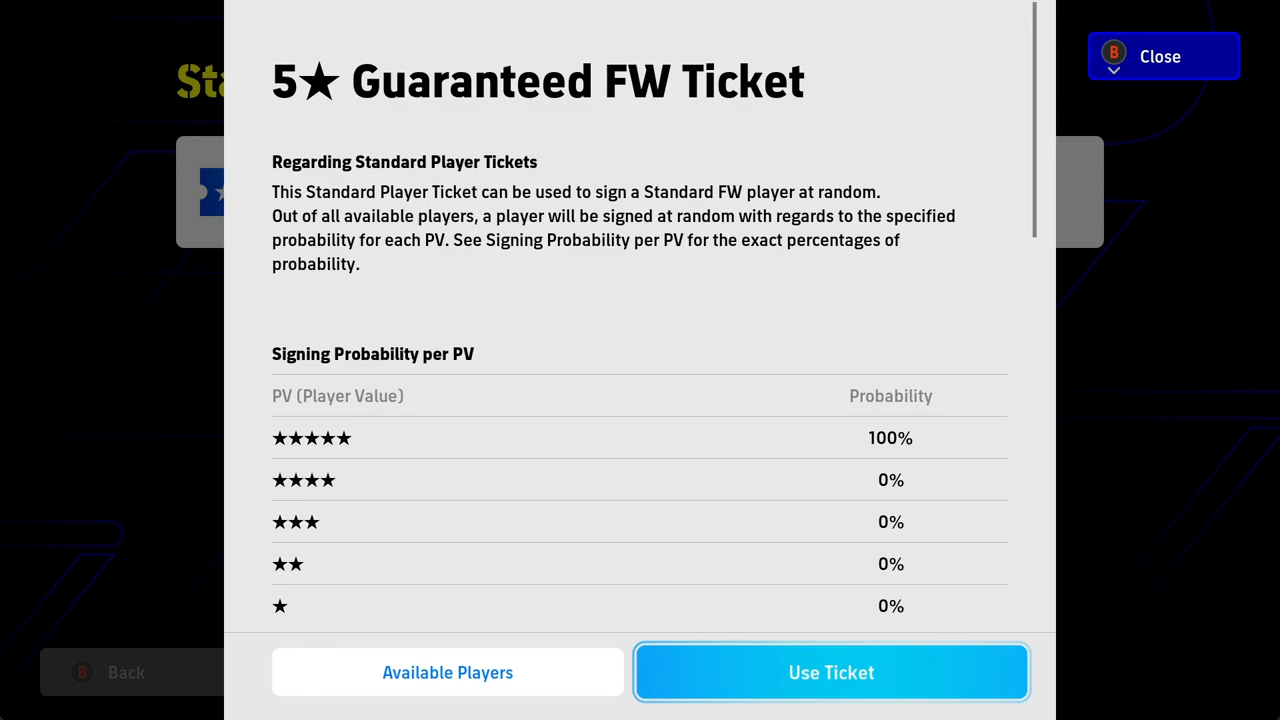 Sta
B Close
5★ Guaranteed FW Ticket
Regarding Standard Player Tickets
This Standard Player Ticket can be used to sign a Standard FW player at random.
Out of all available players, a player will be signed at random with regards to the specified
probability for each PV. See Signing Probability per PV for the exact percentages of
probability.
Signing Probability per PV
PV (Player Value) Probability
★★★★★ 100%
★★★★ 0%
★★★ 0%
★★ 0%
★ 0%
B Back
Available Players
Use Ticket